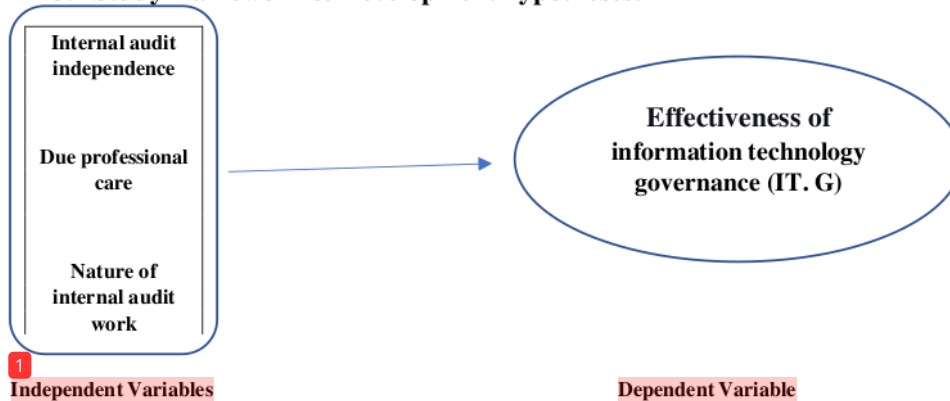 Internal audit
independence
Due professional
care
Nature of
internal audit
work
Effectiveness of
information technology
governance (IT. G)
1
Independent Variables
Dependent Variable